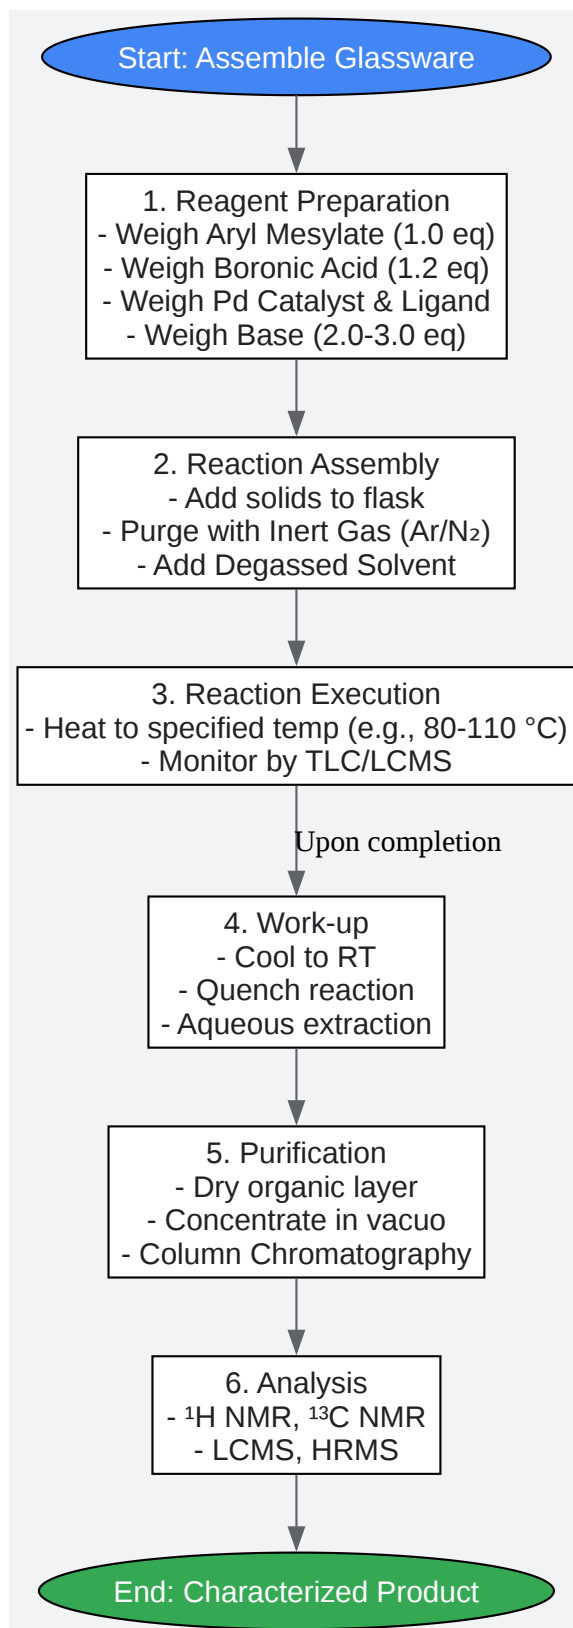 Start: Assemble Glassware
1. Reagent Preparation
- Weigh Aryl Mesylate (1.0 eq)
- Weigh Boronic Acid (1.2 eq)
- Weigh Pd Catalyst & Ligand
- Weigh Base (2.0-3.0 eq)
2. Reaction Assembly
- Add solids to flask
- Purge with Inert Gas (Ar/N₂)
- Add Degassed Solvent
3. Reaction Execution
- Heat to specified temp (e.g., 80-110 °C)
- Monitor by TLC/LCMS
Upon completion
4. Work-up
- Cool to RT
- Quench reaction
- Aqueous extraction
5. Purification
- Dry organic layer
- Concentrate in vacuo
- Column Chromatography
6. Analysis
- ¹H NMR, ¹³C NMR
- LCMS, HRMS
End: Characterized Product